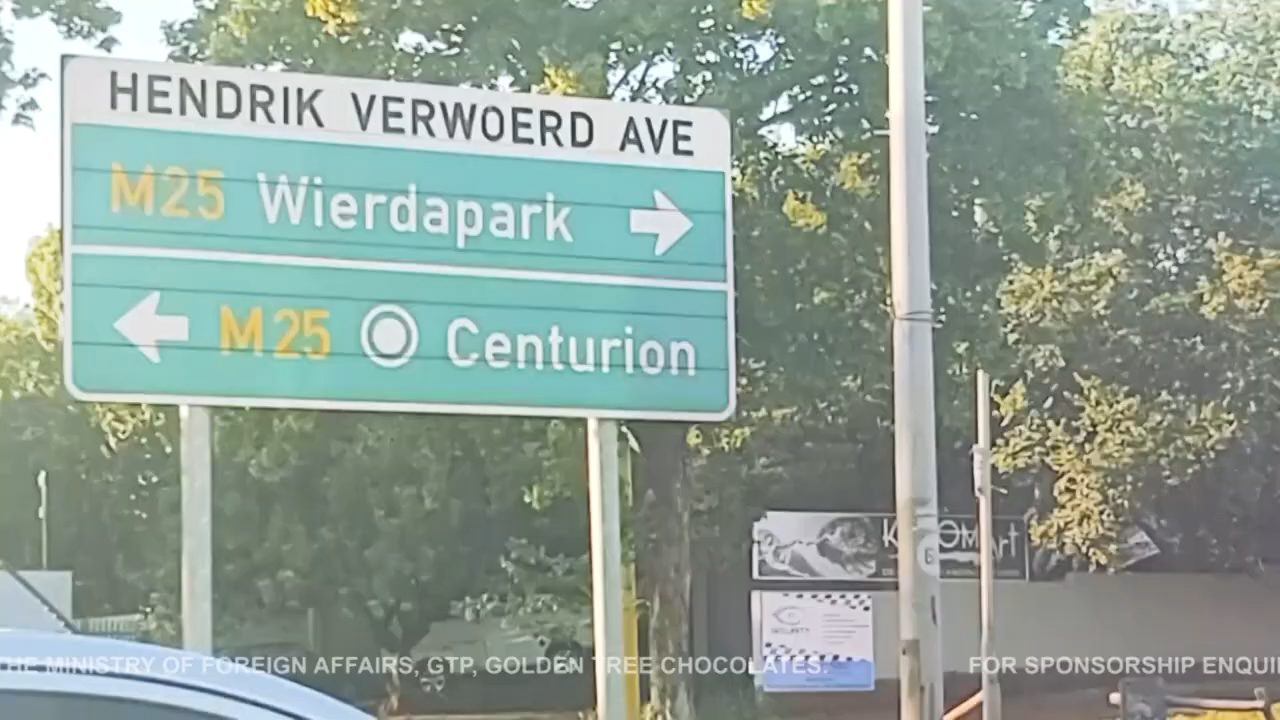 HENDRIK VERWOERD AVE
M25 Wierdapark
M25 Centurion
THE MINISTRY OF FOREIGN AFFAIRS, GTP, GOLDEN TREE CHOCOLATES. FOR SPONSORSHIP ENQUI